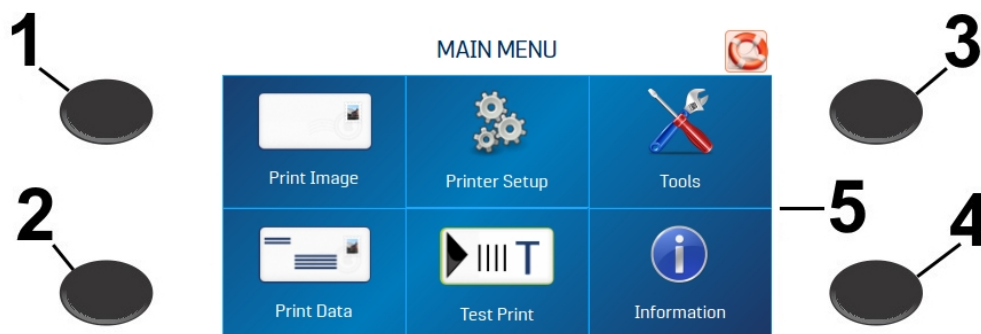 1
MAIN MENU
3
Print Image
Printer Setup
Tools
2
5
4
T
Print Data
Test Print
Information